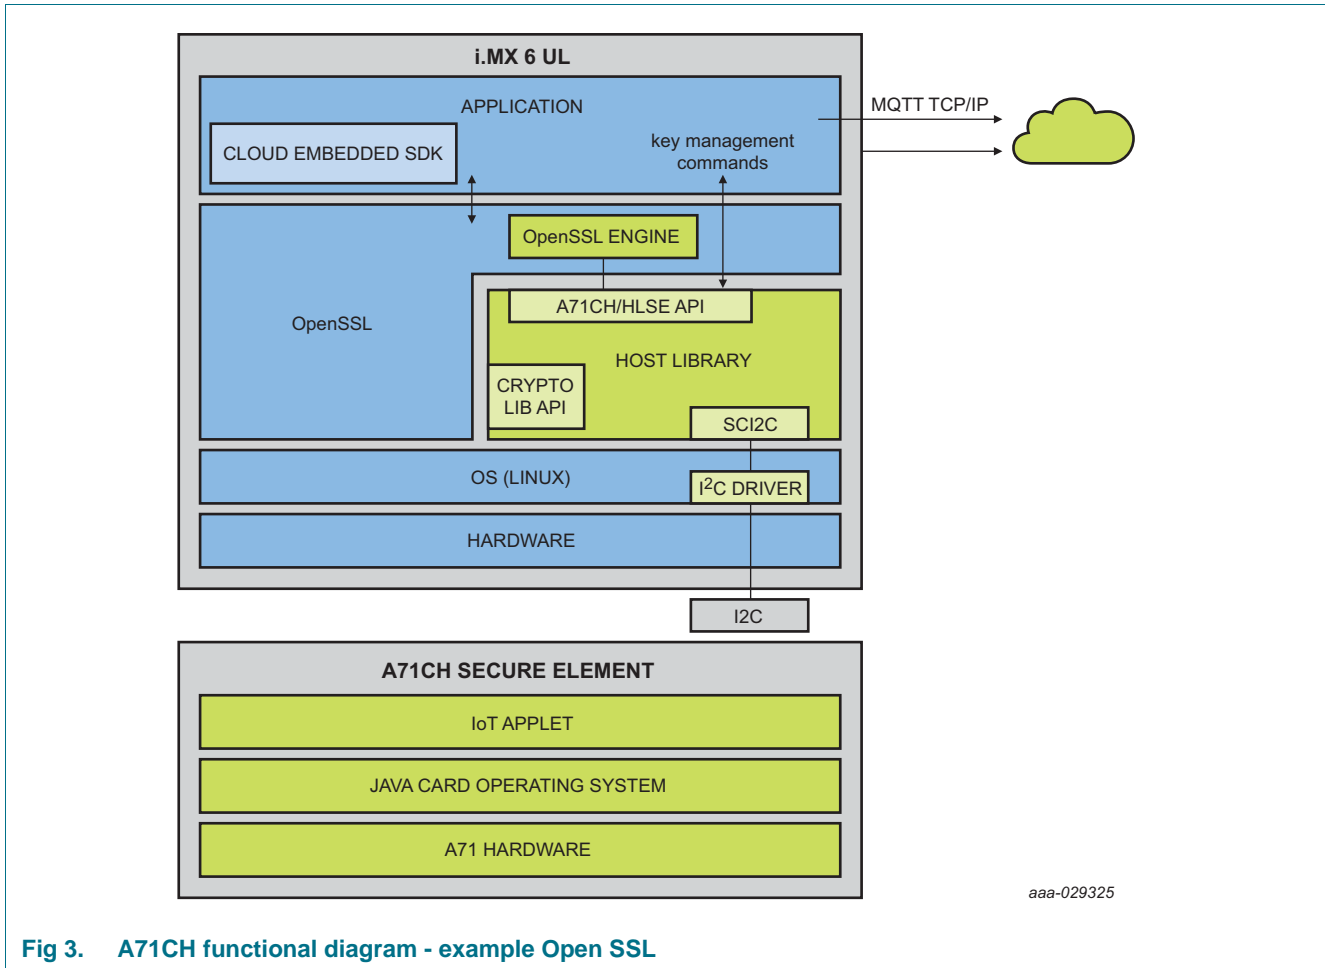 i.MX 6 UL
APPLICATION
MQTT TCP/IP
CLOUD EMBEDDED SDK
key management
commands
OpenSSL ENGINE
A71CH/HLSE API
OpenSSL
HOST LIBRARY
CRYPTO
LIB API
SCI2C
OS (LINUX)
I²C DRIVER
HARDWARE
I2C
A71CH SECURE ELEMENT
IoT APPLET
JAVA CARD OPERATING SYSTEM
A71 HARDWARE
aaa-029325
Fig 3. A71CH functional diagram - example Open SSL